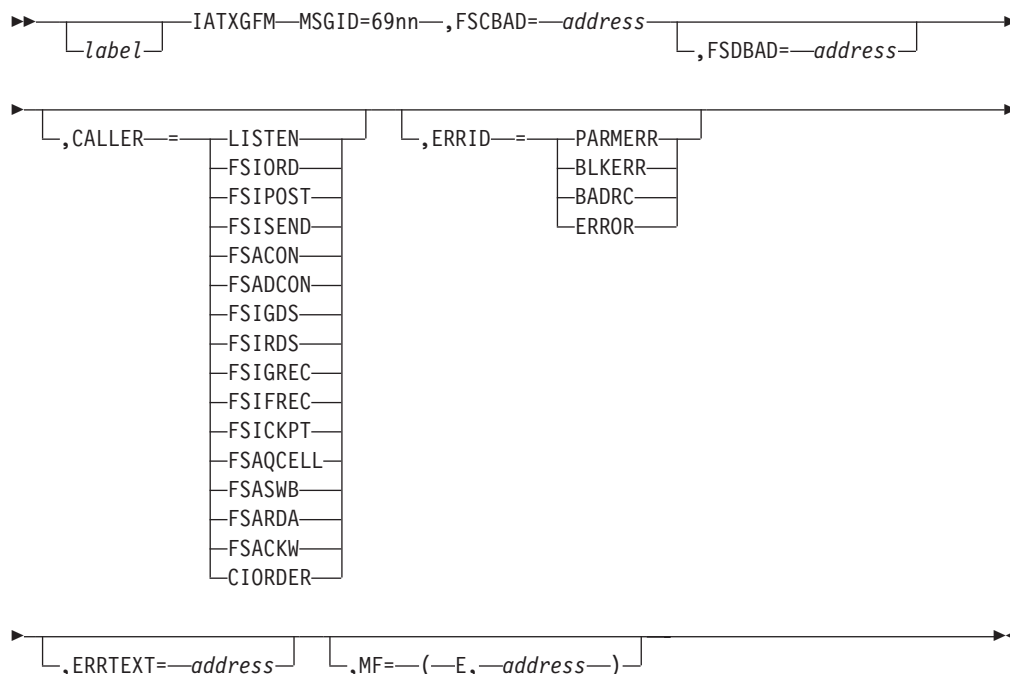 IATXGFM MSGID=69nn ,FSCBAD= address
label ,FSDBAD= address
,CALLER = LISTEN ,ERRID = PARMERR
FSIORD BLKERR
FSIPOST BADRC
FSISEND ERROR
FSACON
FSADCON
FSIGDS
FSIRDS
FSIGREC
FSIFREC
FSICKPT
FSAQCELL
FSASWB
FSARDA
FSACKW
CIORDER
,ERRTEXT= address ,MF= ( E, address )